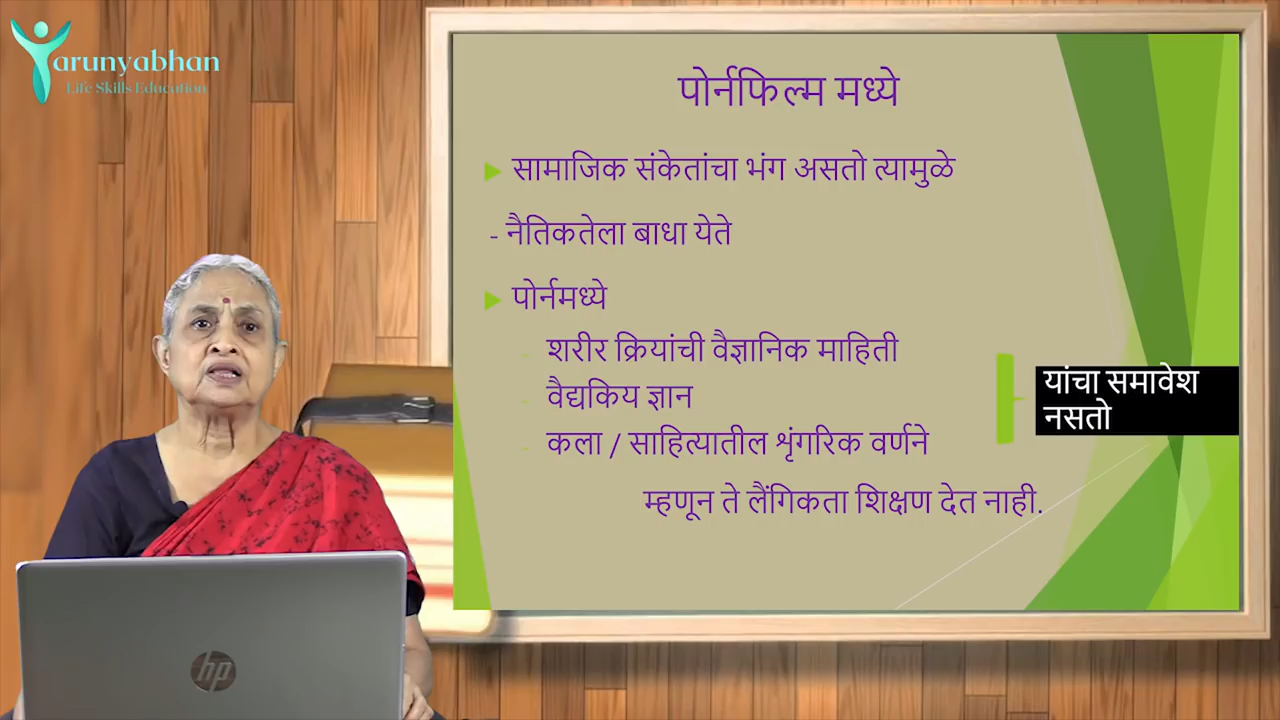 arunyabhan
Life Skills Education
पोर्नफिल्म मध्ये
सामाजिक संकेतांचा भंग असतो त्यामुळे
- नैतिकतेला बाधा येते
पोर्नमध्ये
- शरीर क्रियांची वैज्ञानिक माहिती
- वैद्यकिय ज्ञान
- कला / साहित्यातील शृंगरिक वर्णने
यांचा समावेश
नसतो
म्हणून ते लैंगिकता शिक्षण देत नाही.
hp